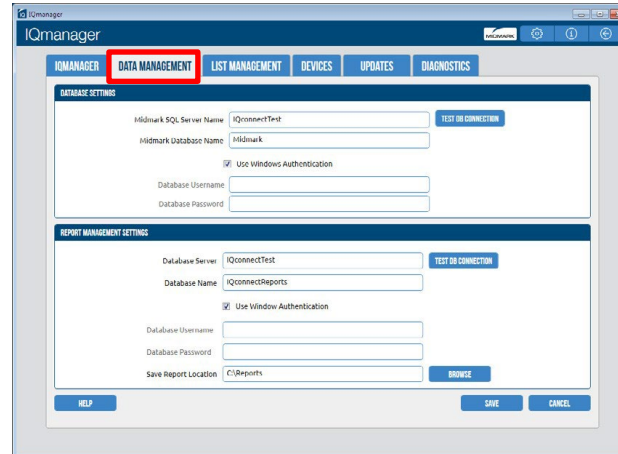 IQmanager
IQmanager
MIDMARK
IQMANAGER DATA MANAGEMENT LIST MANAGEMENT DEVICES UPDATES DIAGNOSTICS
DATABASE SETTINGS
Midmark SQL Server Name IQconnectTest TEST DB CONNECTION
Midmark Database Name Midmark
Use Windows Authentication
Database Username
Database Password
REPORT MANAGEMENT SETTINGS
Database Server IQconnectTest TEST DB CONNECTION
Database Name IQconnectReports
Use Window Authentication
Database Username
Database Password
Save Report Location C:\Reports BROWSE
HELP SAVE CANCEL